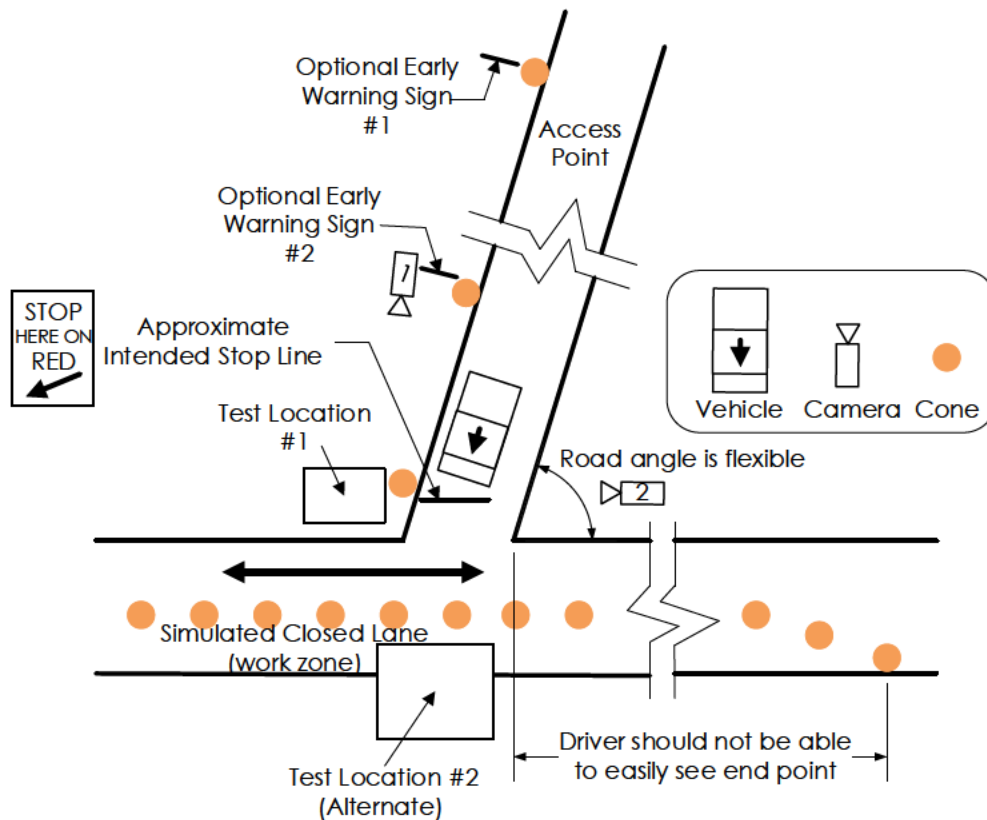 Optional Early
Warning Sign
#1
Access
Point
Optional Early
Warning Sign
#2
1
STOP
HERE ON
RED
Approximate
Intended Stop Line
Vehicle
Camera
Cone
Test Location
#1
Road angle is flexible
2
Simulated Closed Lane
(work zone)
Driver should not be able
to easily see end point
Test Location #2
(Alternate)